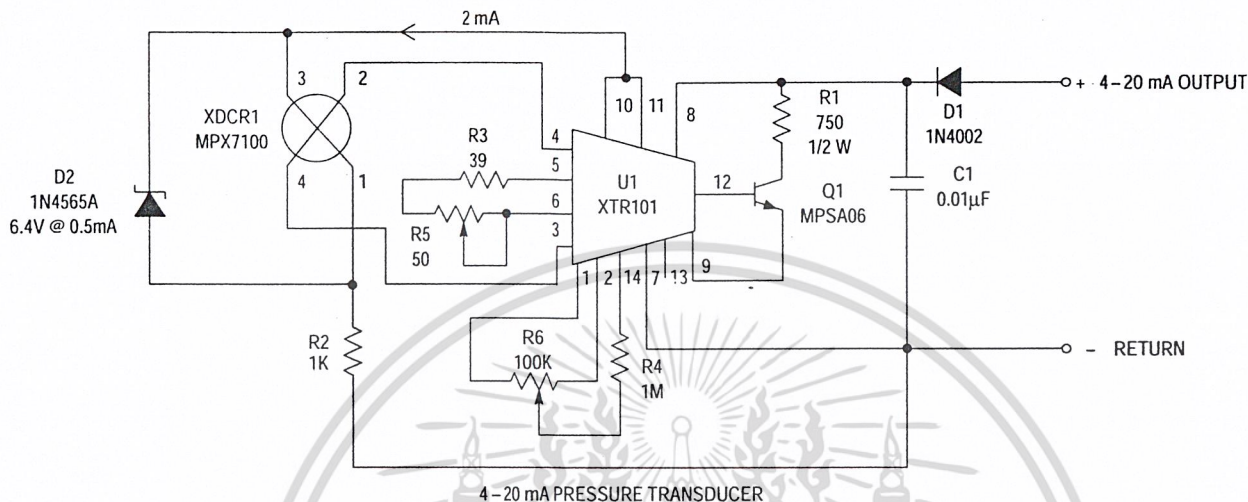 2 mA
3
2
XDCR1
MPX7100
4
1
D2
1N4565A
6.4V @ 0.5mA
R3
39
R5
50
4
5
6
3
10
11
8
U1
XTR101
12
1
2
14
7
13
9
R1
750
1/2 W
Q1
MPSA06
D1
1N4002
C1
0.01µF
+ 4–20 mA OUTPUT
– RETURN
R2
1K
R6
100K
R4
1M
4–20 mA PRESSURE TRANSDUCER